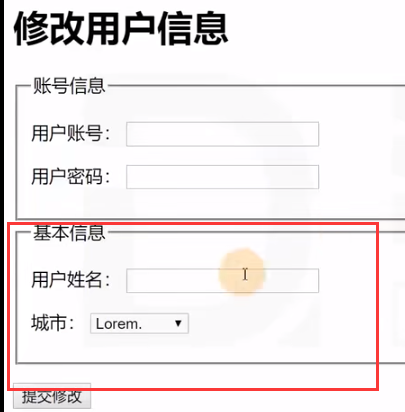 修改用户信息
账号信息
用户账号：
用户密码：
基本信息
用户姓名：
城市： Lorem.
提交修改